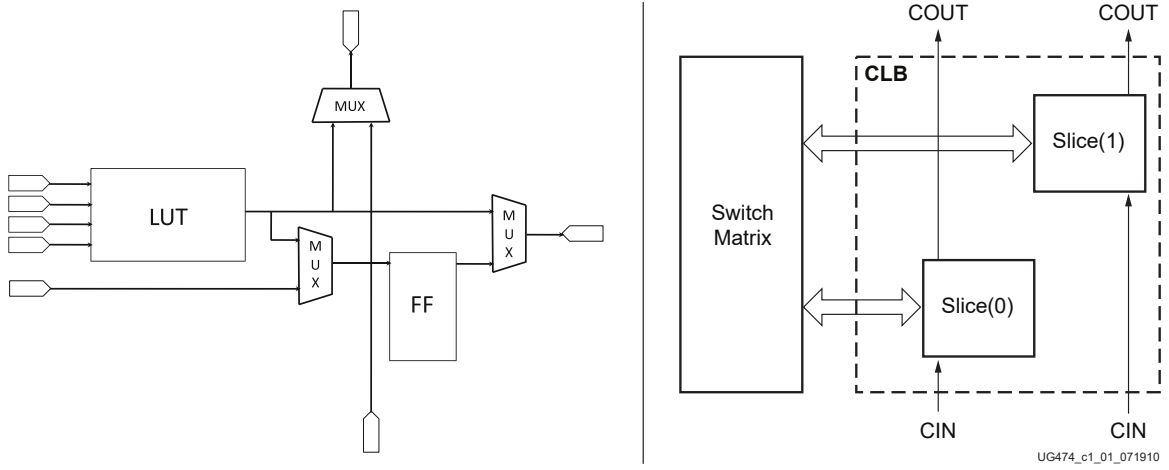 MUX
LUT
M
U
X
FF
M
U
X
COUT
COUT
CLB
Slice(1)
Switch
Matrix
Slice(0)
CIN
CIN
UG474_c1_01_071910